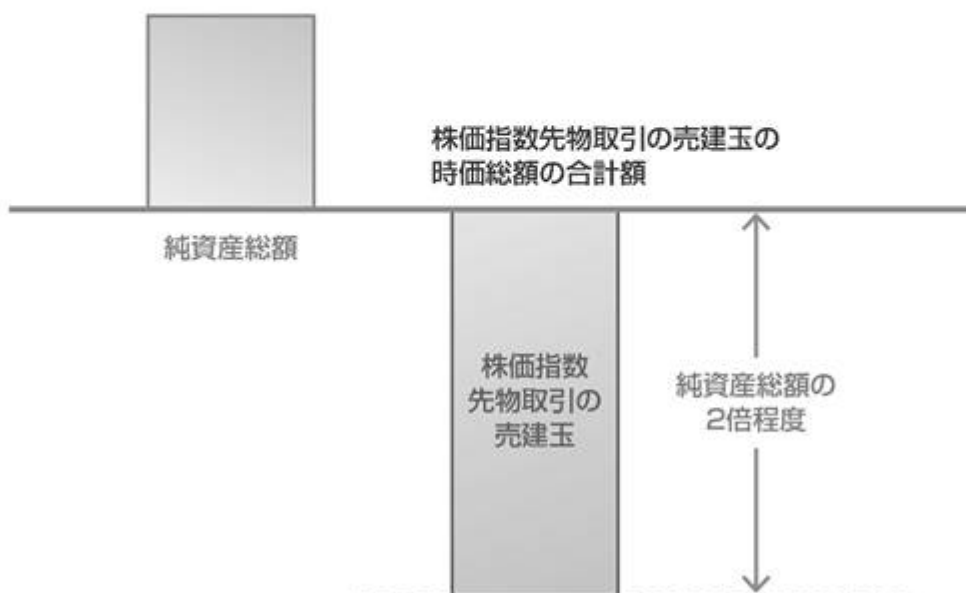 株価指数先物取引の売建玉の
時価総額の合計額
純資産総額
株価指数
先物取引の
売建玉
純資産総額の
2倍程度